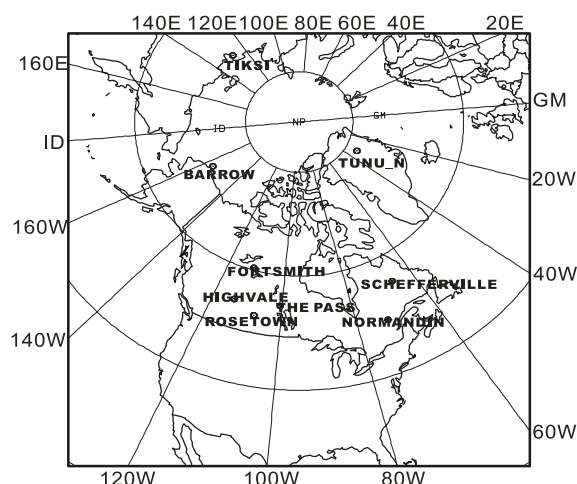 140E 120E 100E 80E 60E 40E 20E
160E
TIKSI
GM
ID
ID
NP
GM
BARROW
TUNU_N
20W
160W
FORTSMITH
SCHEFFERVILLE
40W
HIGHVALE
THE PASS
ROSETOWN
NORMANDIN
140W
60W
120W 100W 80W